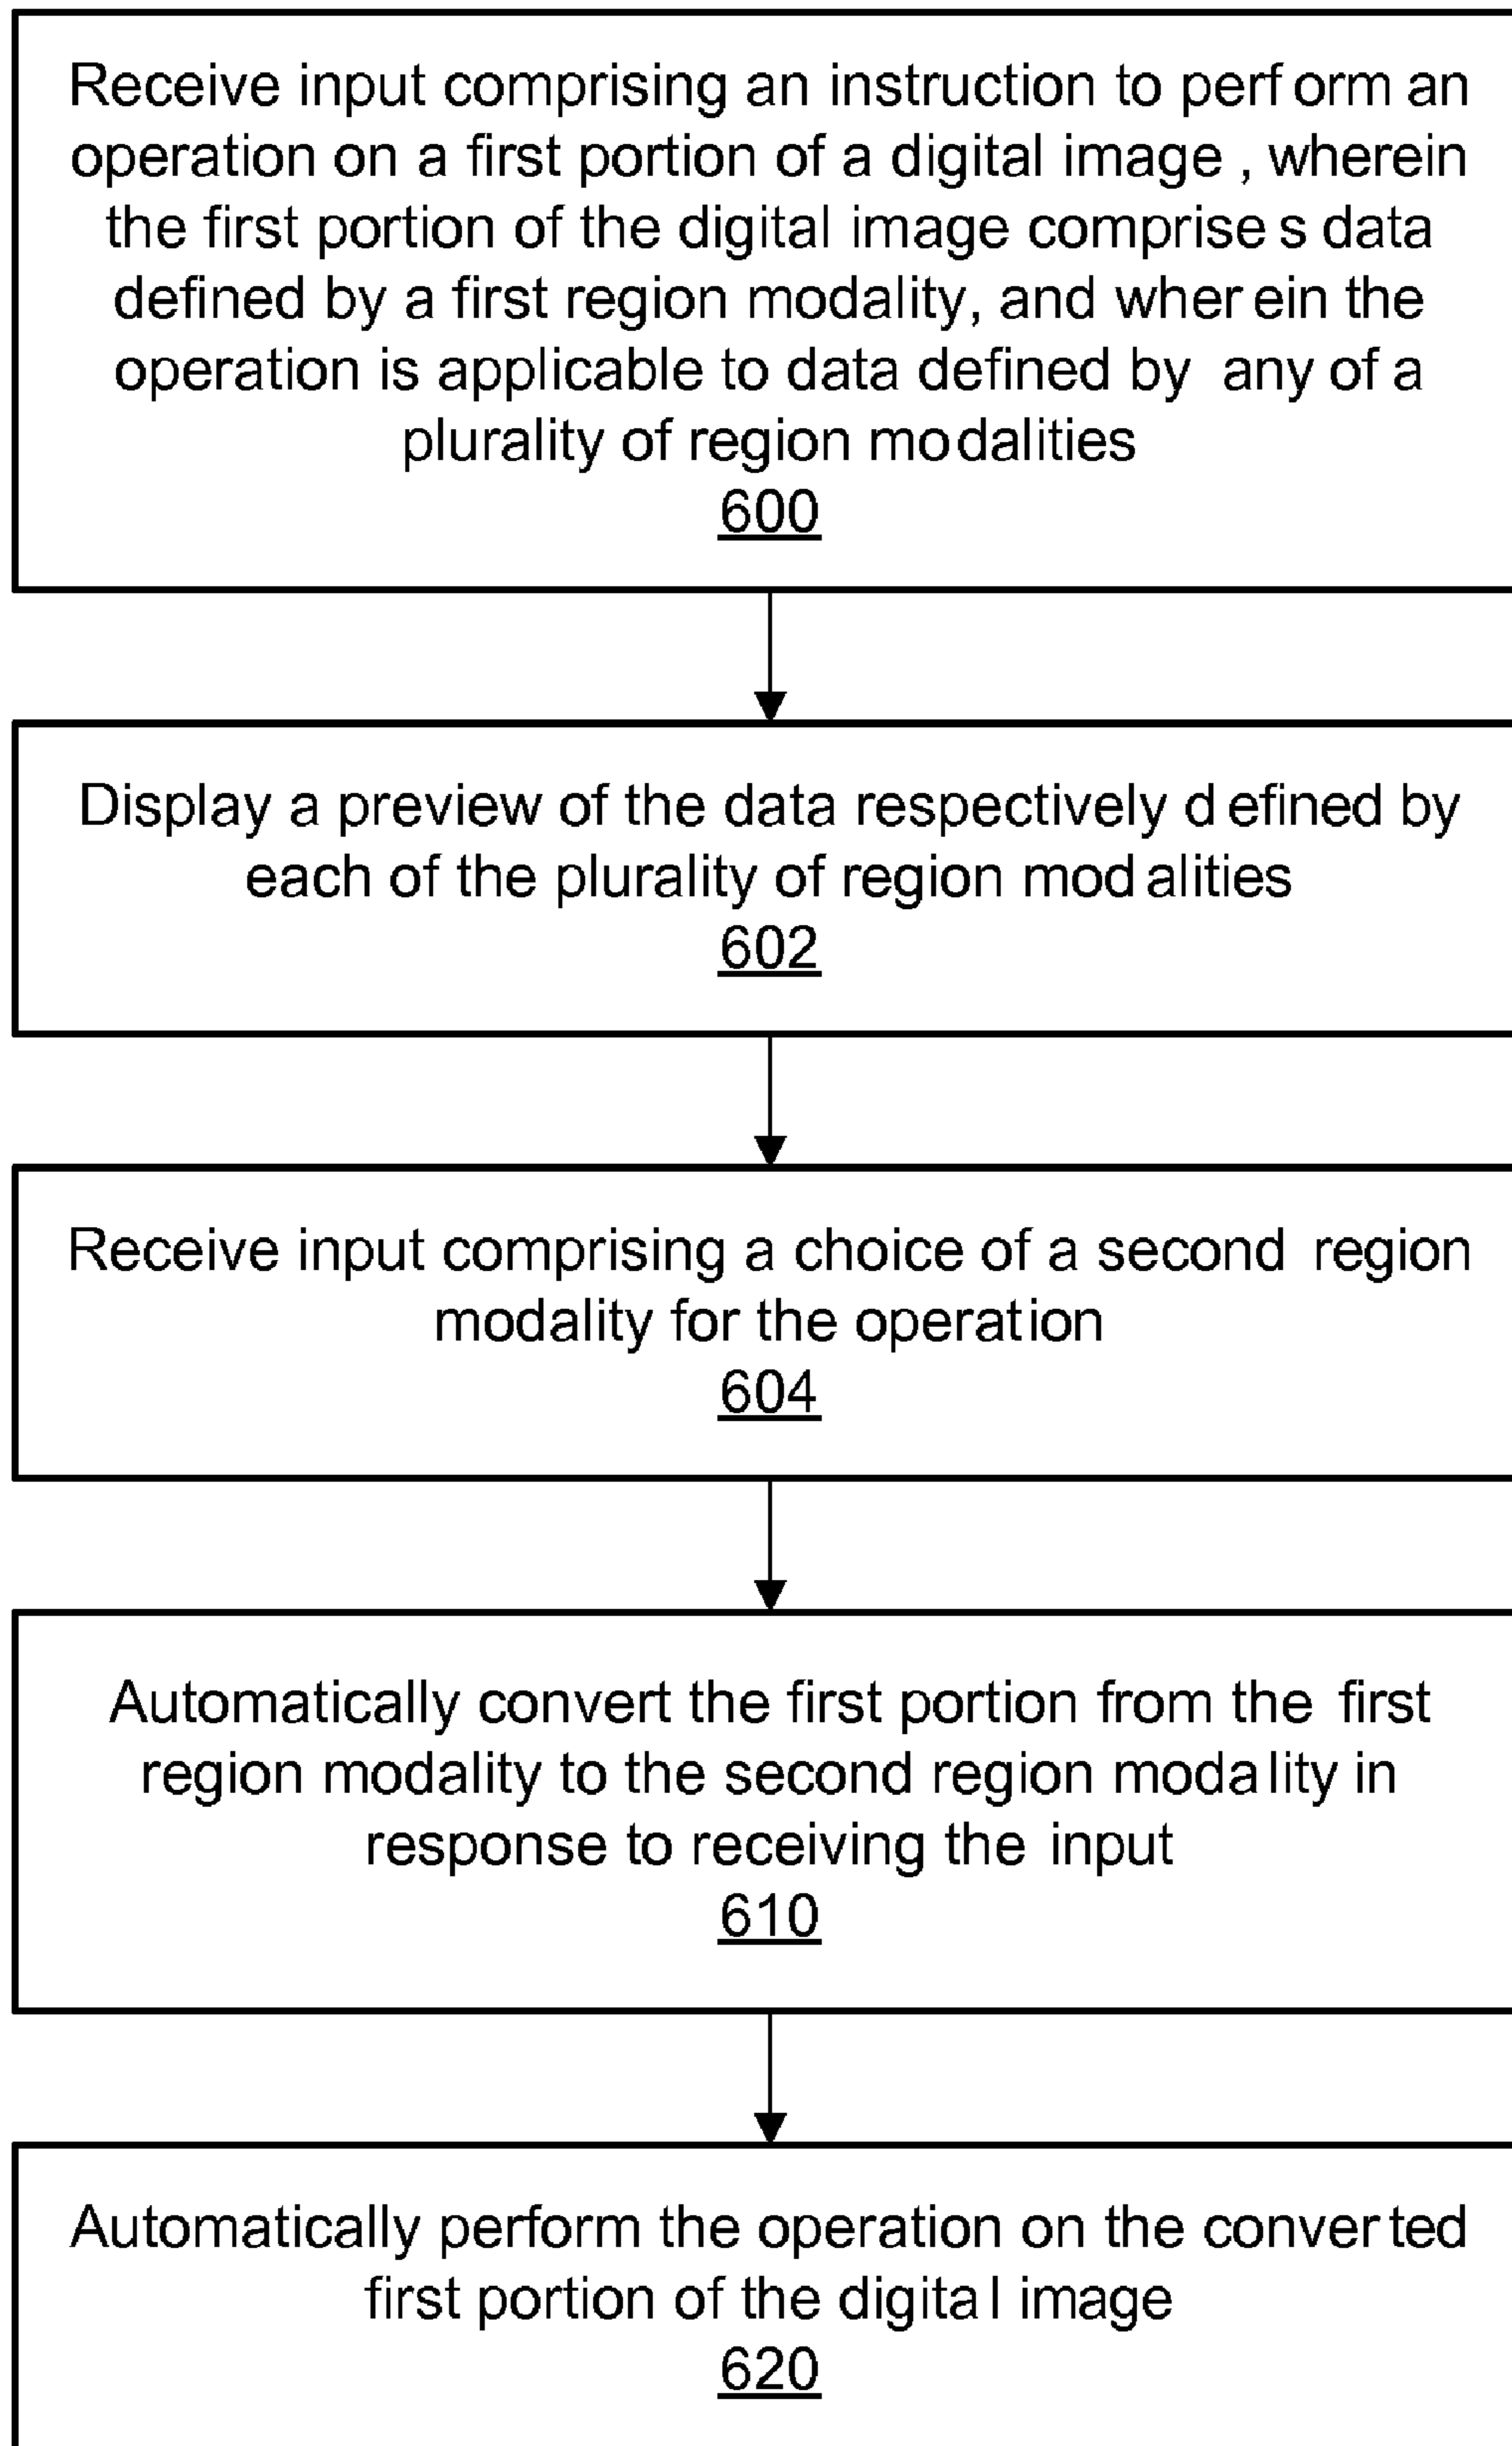 Receive input comprising an instruction to perform an
operation on a first portion of a digital image, wherein
the first portion of the digital image comprises data
defined by a first region modality, and wherein the
operation is applicable to data defined by any of a
plurality of region modalities
600
Display a preview of the data respectively defined by
each of the plurality of region modalities
602
Receive input comprising a choice of a second region
modality for the operation
604
Automatically convert the first portion from the first
region modality to the second region modality in
response to receiving the input
610
Automatically perform the operation on the converted
first portion of the digital image
620